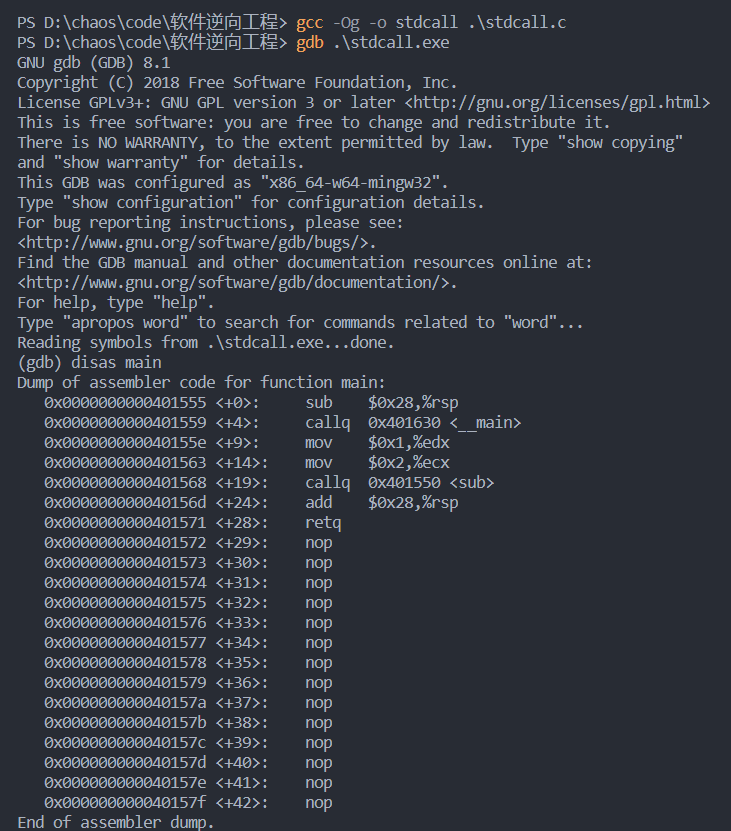 PS D:\chaos\code\软件逆向工程> gcc -Og -o stdcall .\stdcall.c
PS D:\chaos\code\软件逆向工程> gdb .\stdcall.exe
GNU gdb (GDB) 8.1
Copyright (C) 2018 Free Software Foundation, Inc.
License GPLv3+: GNU GPL version 3 or later <http://gnu.org/licenses/gpl.html>
This is free software: you are free to change and redistribute it.
There is NO WARRANTY, to the extent permitted by law.  Type "show copying"
and "show warranty" for details.
This GDB was configured as "x86_64-w64-mingw32".
Type "show configuration" for configuration details.
For bug reporting instructions, please see:
<http://www.gnu.org/software/gdb/bugs/>.
Find the GDB manual and other documentation resources online at:
<http://www.gnu.org/software/gdb/documentation/>.
For help, type "help".
Type "apropos word" to search for commands related to "word"...
Reading symbols from .\stdcall.exe...done.
(gdb) disas main
Dump of assembler code for function main:
   0x0000000000401555 <+0>:     sub    $0x28,%rsp
   0x0000000000401559 <+4>:     callq  0x401630 <__main>
   0x000000000040155e <+9>:     mov    $0x1,%edx
   0x0000000000401563 <+14>:    mov    $0x2,%ecx
   0x0000000000401568 <+19>:    callq  0x401550 <sub>
   0x000000000040156d <+24>:    add    $0x28,%rsp
   0x0000000000401571 <+28>:    retq
   0x0000000000401572 <+29>:    nop
   0x0000000000401573 <+30>:    nop
   0x0000000000401574 <+31>:    nop
   0x0000000000401575 <+32>:    nop
   0x0000000000401576 <+33>:    nop
   0x0000000000401577 <+34>:    nop
   0x0000000000401578 <+35>:    nop
   0x0000000000401579 <+36>:    nop
   0x000000000040157a <+37>:    nop
   0x000000000040157b <+38>:    nop
   0x000000000040157c <+39>:    nop
   0x000000000040157d <+40>:    nop
   0x000000000040157e <+41>:    nop
   0x000000000040157f <+42>:    nop
End of assembler dump.